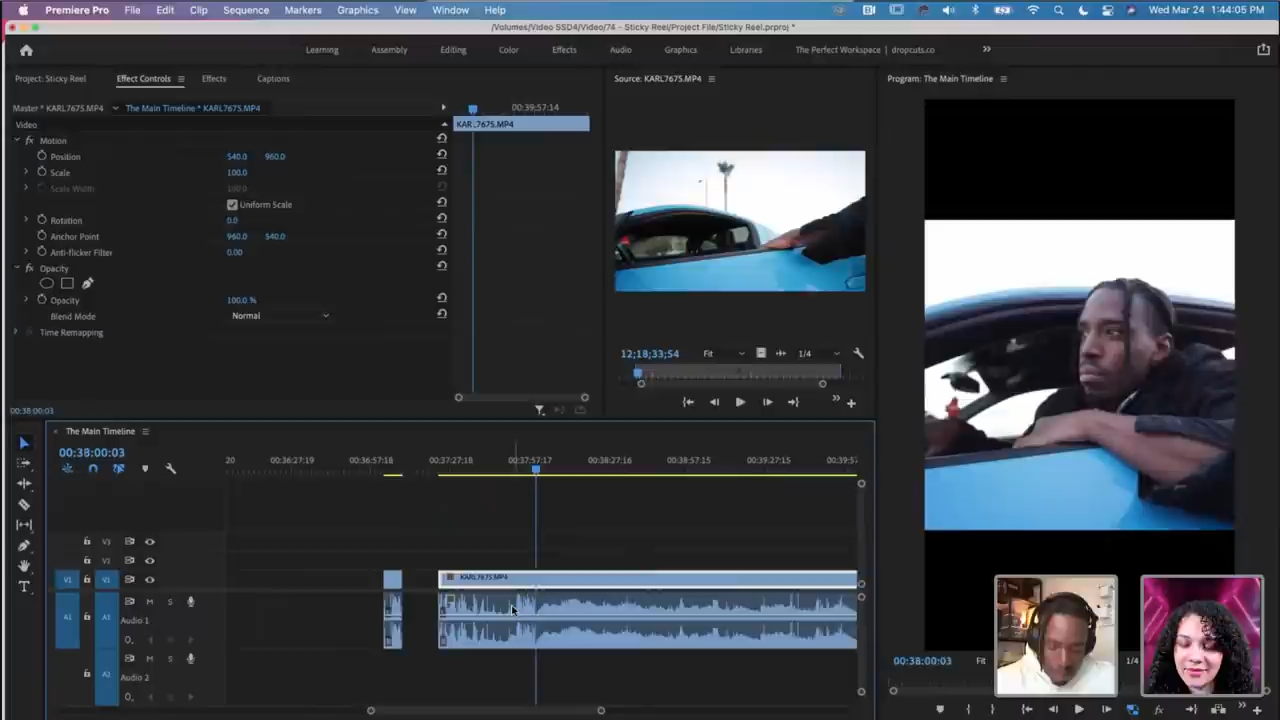 Premiere Pro File Edit Clip Sequence Markers Graphics View Window Help Wed Mar 24 1:44:05 PM
/Volumes/Video SSD4/Video/74 - Sticky Reel/Project File/Sticky Reel.prproj *
Learning Assembly Editing Color Effects Audio Graphics Libraries The Perfect Workspace | dropcuts.co
Project: Sticky Reel Effect Controls Effects Captions Source: KARL7675.MP4 Program: The Main Timeline
Master * KARL7675.MP4 The Main Timeline * KARL7675.MP4 00:39:57:14
Video KARL7675.MP4
fx Motion
Position 540.0 960.0
Scale 100.0
Scale Width 100.0
Uniform Scale
Rotation 0.0
Anchor Point 960.0 540.0
Anti-flicker Filter 0.00
fx Opacity
Opacity 100.0 %
Blend Mode Normal
Time Remapping
12;18;33;54 Fit 1/4
00:38:00:03
The Main Timeline
00:38:00:03
20 00:36:27:19 00:36:57:18 00:37:27:18 00:37:57:17 00:38:27:16 00:38:57:15 00:39:27:15 00:39:57
V3
V2
V1 V1 KARL7675.MP4
M S
A1 A1 Audio 1
M S
A2 Audio 2
00:38:00:03 Fit 1/4
fx